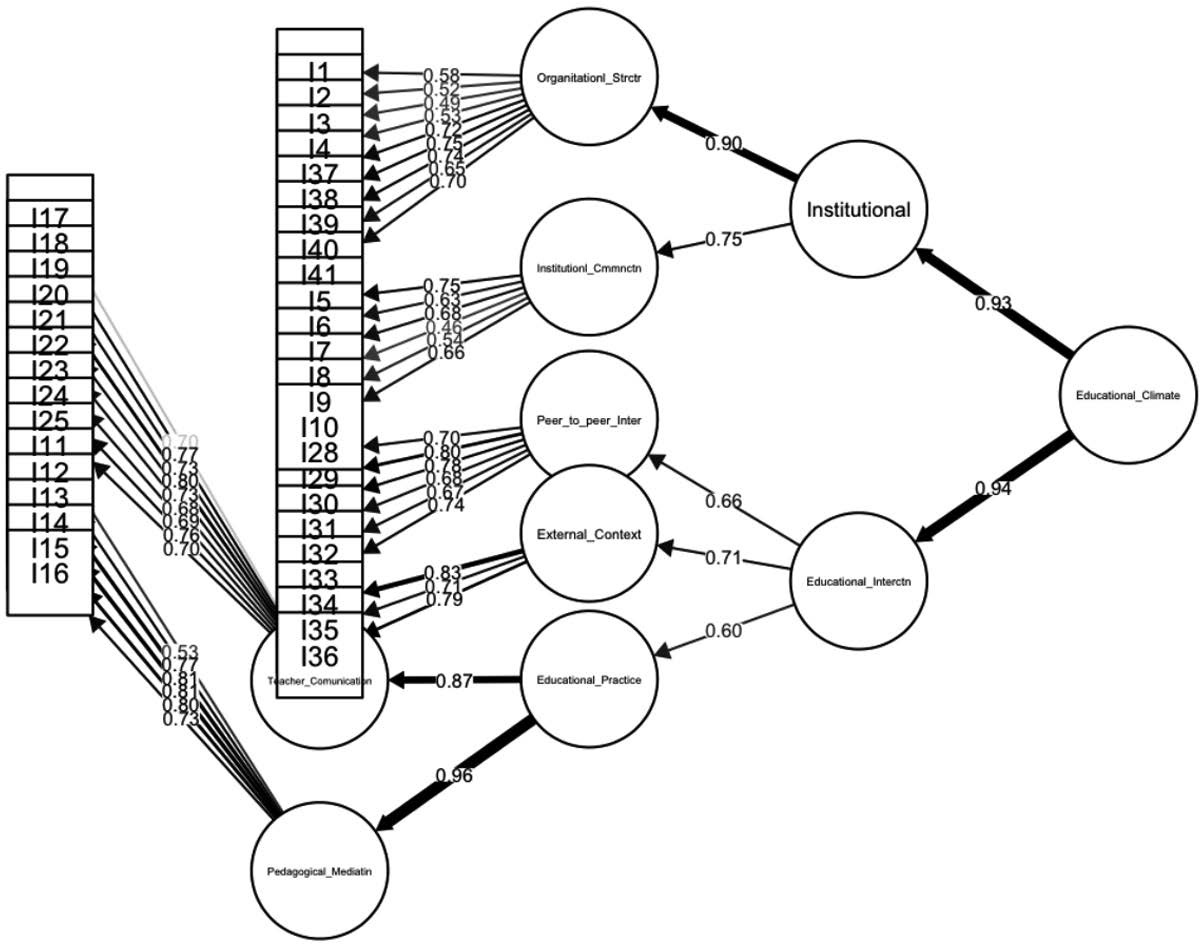 I17
I18
I19
I20
I21
I22
I23
I24
I25
I11
I12
I13
I14
I15
I16
0.70
0.77
0.73
0.80
0.73
0.68
0.69
0.76
0.70
0.53
0.77
0.81
0.81
0.80
0.73
I1
I2
I3
I4
I37
I38
I39
I40
I41
I5
I6
I7
I8
I9
I10
I28
I29
I30
I31
I32
I33
I34
I35
I36
Teacher_Comunication
Pedagogical_Mediatin
0.58
0.52
0.49
0.53
0.72
0.75
0.74
0.65
0.70
0.75
0.63
0.68
0.46
0.54
0.66
0.70
0.80
0.78
0.68
0.67
0.74
0.83
0.71
0.79
0.87
0.96
Organitationl_Strctr
Institutionl_Cmmnctn
Peer_to_peer_Inter
External_Context
Educational_Practice
0.90
0.75
0.66
0.71
0.60
Institutional
Educational_Interctn
0.93
0.94
Educational_Climate